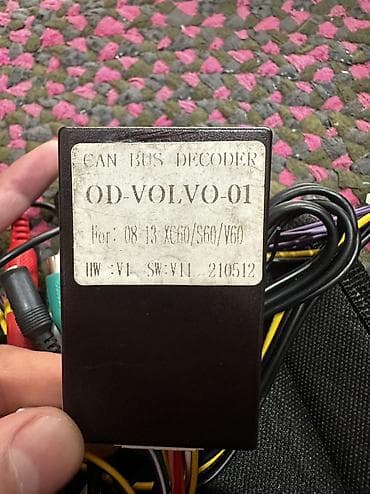 CAN BUS DECODER
OD-VOLVO-01
For: 08-13 XC60/S60/V60
HW :V1 SW:V11 210512